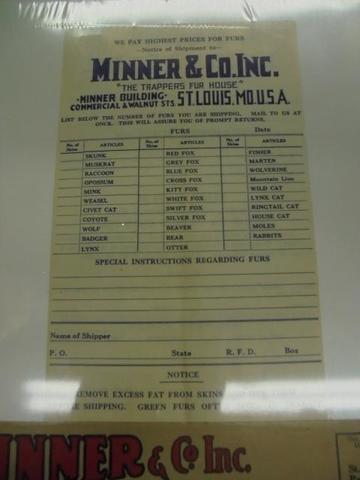 WE PAY HIGHEST PRICES FOR FURS
—Notice of Shipment to—
MINNER & CO. INC.
"THE TRAPPERS FUR HOUSE"
•MINNER BUILDING•
COMMERCIAL & WALNUT STS. ST. LOUIS, MO. U.S.A.
LIST BELOW THE NUMBER OF FURS YOU ARE SHIPPING. MAIL TO US AT
ONCE. THIS WILL ASSURE YOU OF PROMPT RETURNS.
FURS Date
No. of Skins ARTICLES No. of Skins ARTICLES No. of Skins ARTICLES
SKUNK RED FOX FISHER
MUSKRAT GREY FOX MARTEN
RACCOON BLUE FOX WOLVERINE
OPOSSUM CROSS FOX Mountain Lion
MINK KITTY FOX WILD CAT
WEASEL WHITE FOX LYNX CAT
CIVET CAT SWIFT FOX RINGTAIL CAT
COYOTE SILVER FOX HOUSE CAT
WOLF BEAVER MOLES
BADGER BEAR RABBITS
LYNX OTTER
SPECIAL INSTRUCTIONS REGARDING FURS
Name of Shipper
P. O. State R. F. D. Box
NOTICE
REMOVE EXCESS FAT FROM SKINS
SHIPPING. GREEN FURS
MINNER & Co Inc.